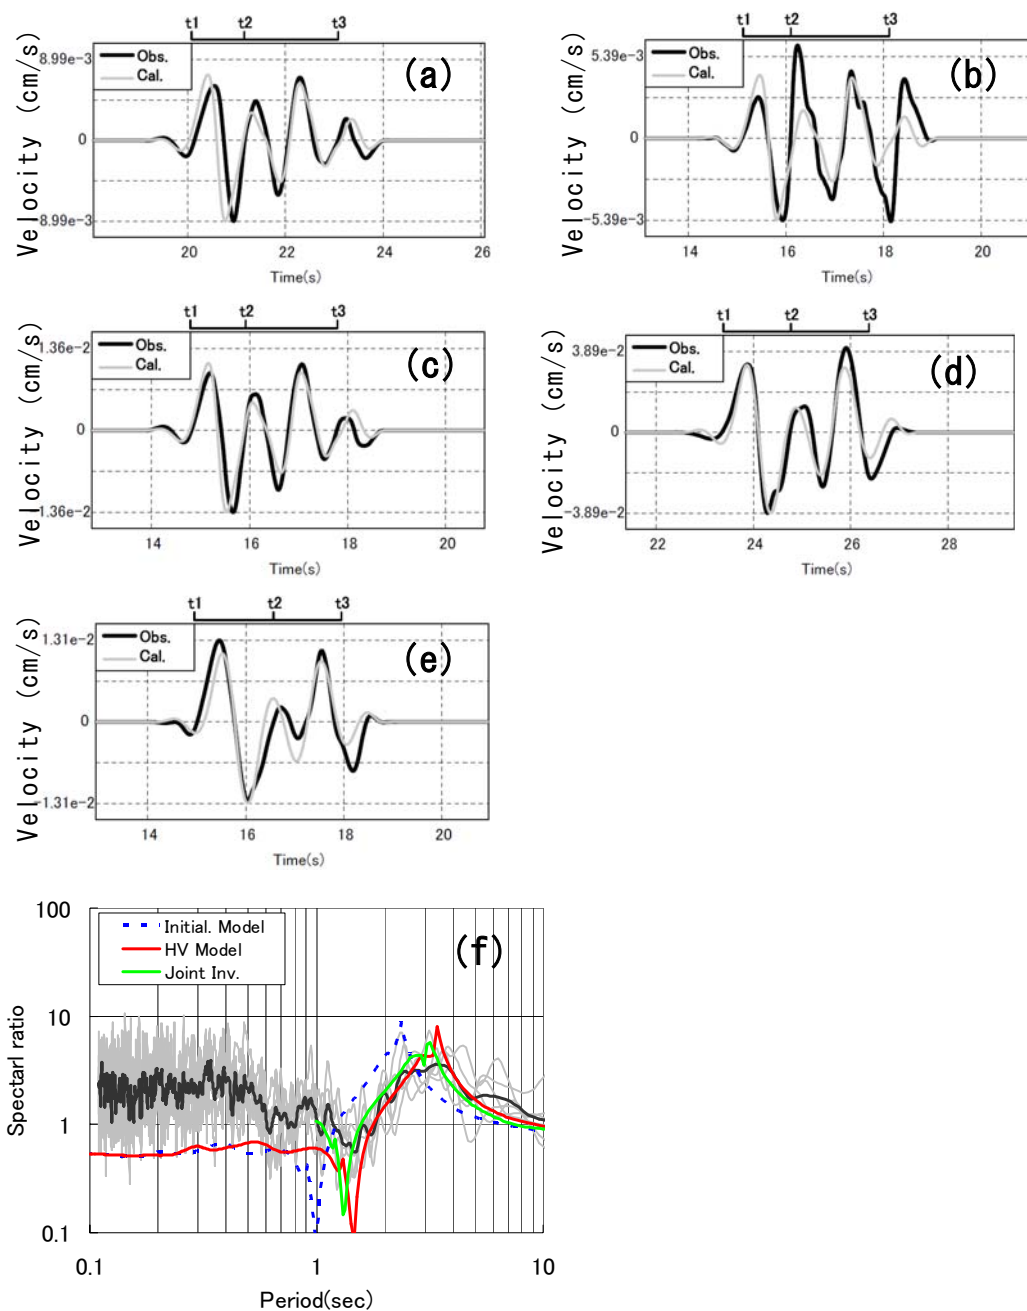 t1 t2 t3
Velocity (cm/s)
8.99e-3
0
-8.99e-3
Obs.
Cal.
(a)
20 22 24 26
Time(s)
t1 t2 t3
Velocity (cm/s)
5.39e-3
0
-5.39e-3
Obs.
Cal.
(b)
14 16 18 20
Time(s)
t1 t2 t3
Velocity (cm/s)
1.36e-2
0
-1.36e-2
Obs.
Cal.
(c)
14 16 18 20
Time(s)
t1 t2 t3
Velocity (cm/s)
3.89e-2
0
-3.89e-2
Obs.
Cal.
(d)
22 24 26 28
Time(s)
t1 t2 t3
Velocity (cm/s)
1.31e-2
0
-1.31e-2
Obs.
Cal.
(e)
14 16 18 20
Time(s)
Spectarl ratio
100
10
1
0.1
Initial. Model
HV Model
Joint Inv.
(f)
0.1 1 10
Period(sec)